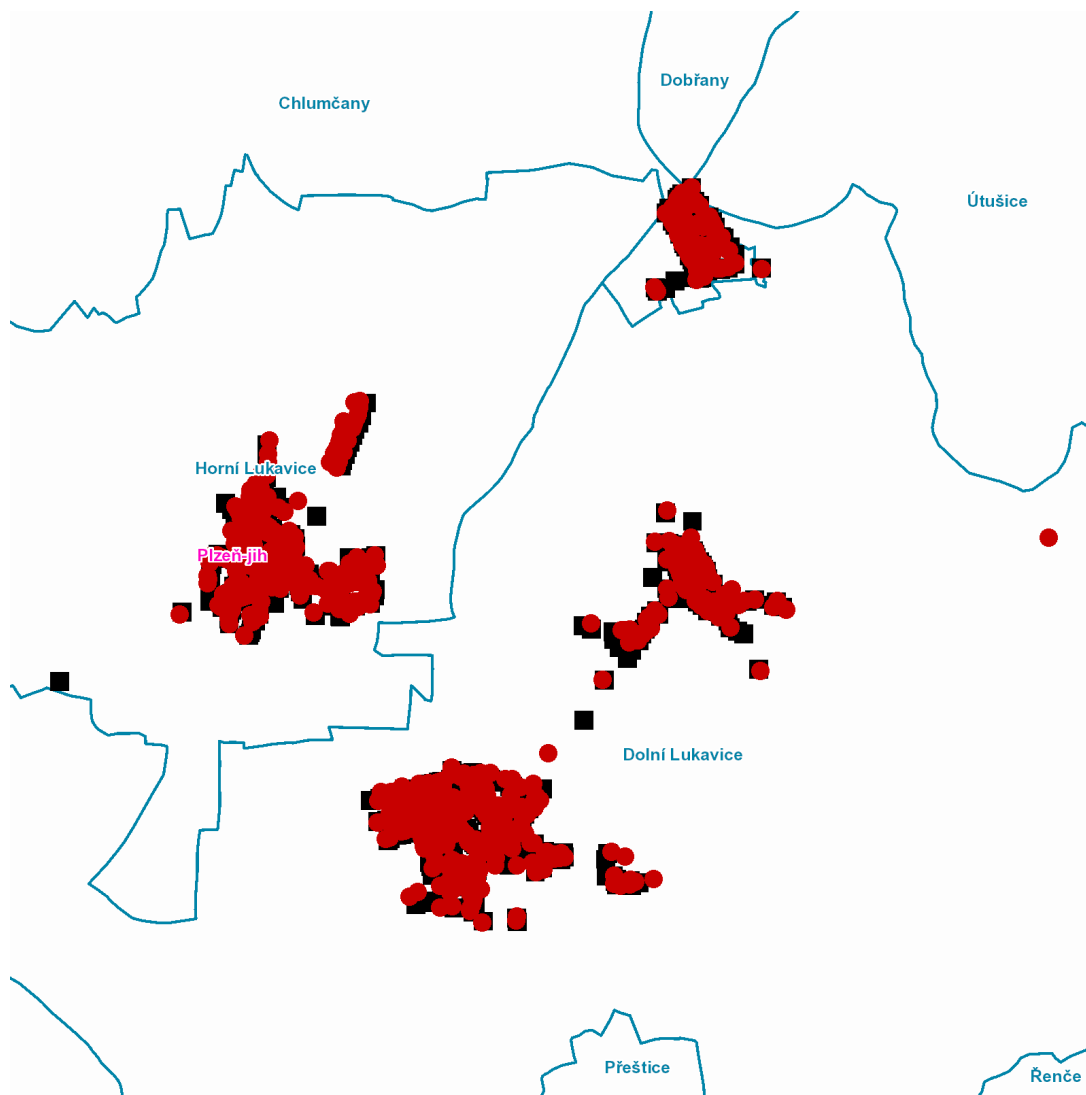 Dobřany
Chlumčany
Útušice
Horní Lukavice
Plzeň-jih
Dolní Lukavice
Přeštice
Řenče